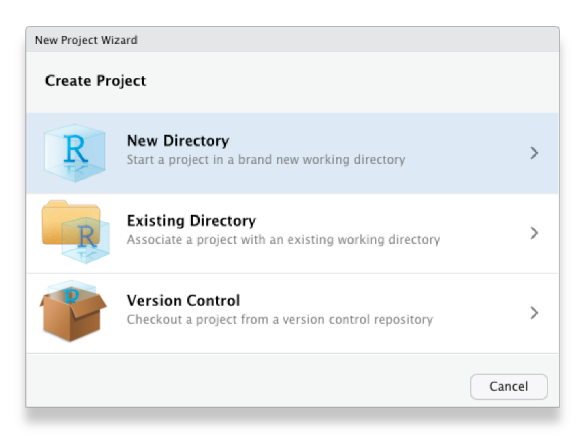 New Project Wizard
Create Project
New Directory
Start a project in a brand new working directory
Existing Directory
Associate a project with an existing working directory
Version Control
Checkout a project from a version control repository
Cancel